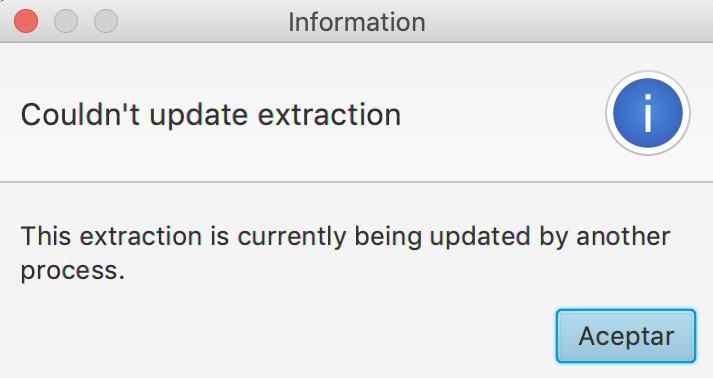 Information
Couldn't update extraction
i
This extraction is currently being updated by another
process.
Aceptar